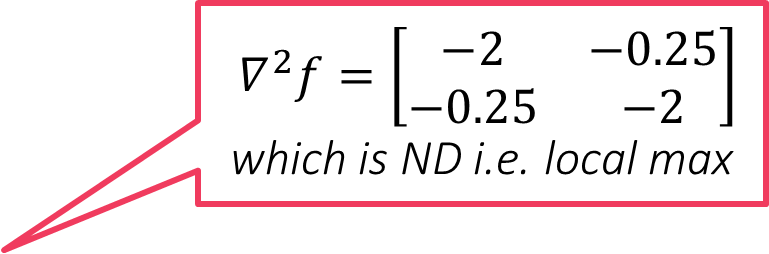 ∇²f = [−2 −0.25
−0.25 −2]
which is ND i.e. local max